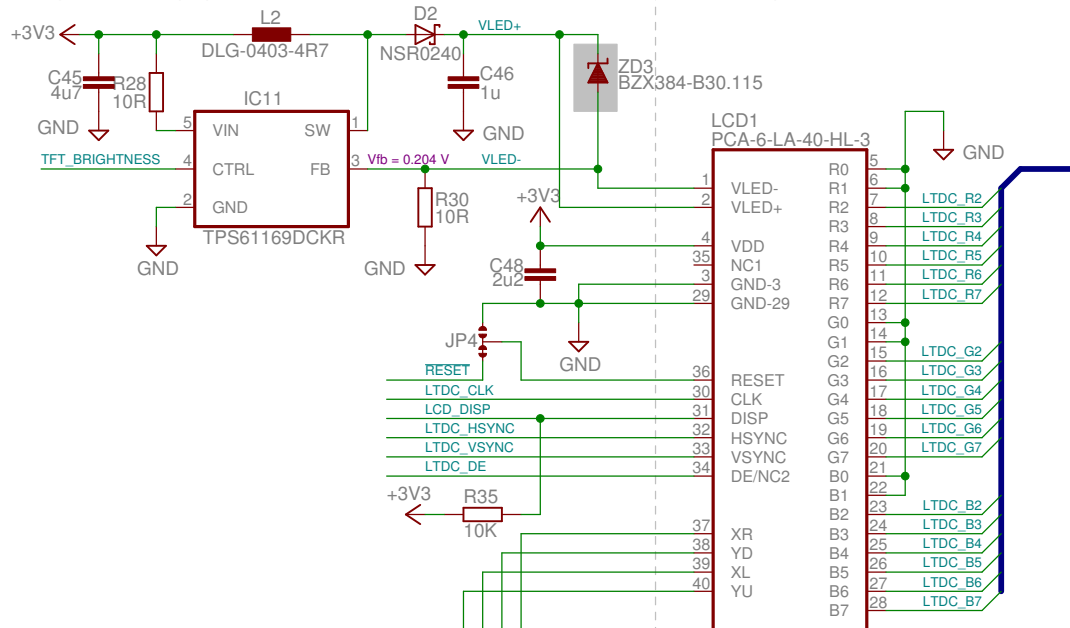 +3V3
L2
DLG-0403-4R7
D2
NSR0240
VLED+
C45
4u7
R28
10R
GND
IC11
C46
1u
GND
ZD3
BZX384-B30.115
5
VIN
SW
1
TFT_BRIGHTNESS
4
CTRL
FB
3
Vfb = 0.204 V
VLED-
2
GND
TPS61169DCKR
GND
R30
10R
GND
LCD1
PCA-6-LA-40-HL-3
GND
1
VLED-
2
VLED+
+3V3
4
VDD
35
NC1
C48
2u2
3
GND-3
29
GND-29
JP4
GND
RESET
36
RESET
LTDC_CLK
30
CLK
LCD_DISP
31
DISP
LTDC_HSYNC
32
HSYNC
LTDC_VSYNC
33
VSYNC
LTDC_DE
34
DE/NC2
+3V3
R35
10K
37
XR
38
YD
39
XL
40
YU
R0
5
R1
6
R2
7
LTDC_R2
R3
8
LTDC_R3
R4
9
LTDC_R4
R5
10
LTDC_R5
R6
11
LTDC_R6
R7
12
LTDC_R7
G0
13
G1
14
G2
15
LTDC_G2
G3
16
LTDC_G3
G4
17
LTDC_G4
G5
18
LTDC_G5
G6
19
LTDC_G6
G7
20
LTDC_G7
B0
21
B1
22
B2
23
LTDC_B2
B3
24
LTDC_B3
B4
25
LTDC_B4
B5
26
LTDC_B5
B6
27
LTDC_B6
B7
28
LTDC_B7